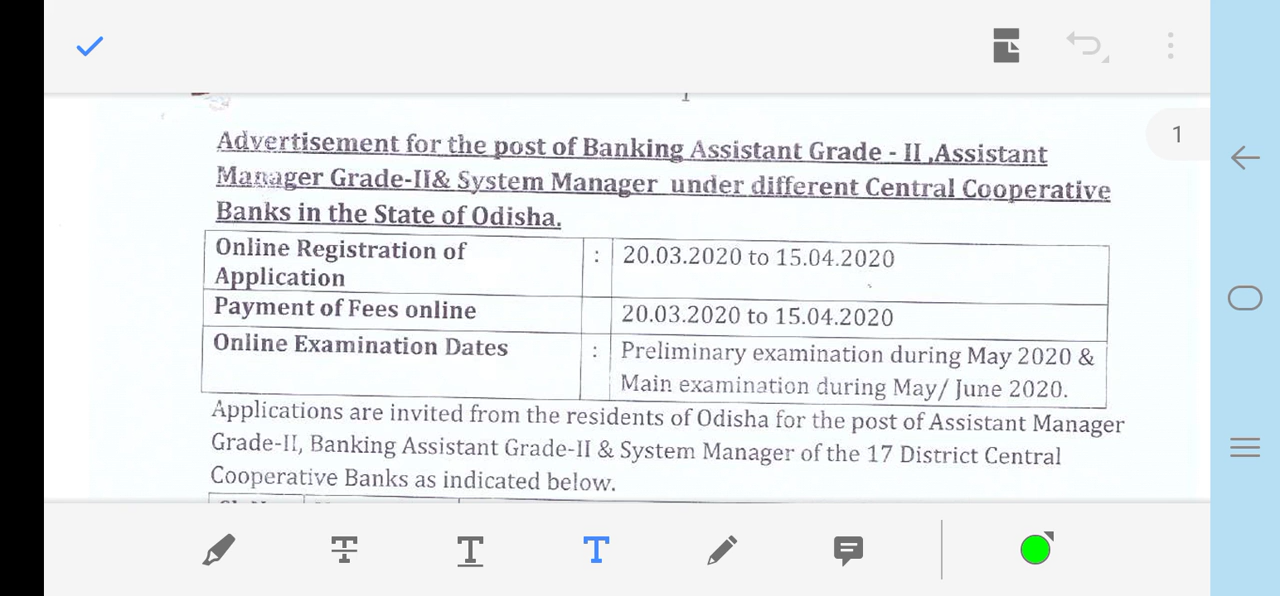 1
1
Advertisement for the post of Banking Assistant Grade - II ,Assistant
Manager Grade-II& System Manager under different Central Cooperative
Banks in the State of Odisha.
Online Registration of : 20.03.2020 to 15.04.2020
Application
Payment of Fees online 20.03.2020 to 15.04.2020
Online Examination Dates : Preliminary examination during May 2020 &
Main examination during May/ June 2020.
Applications are invited from the residents of Odisha for the post of Assistant Manager
Grade-II, Banking Assistant Grade-II & System Manager of the 17 District Central
Cooperative Banks as indicated below.